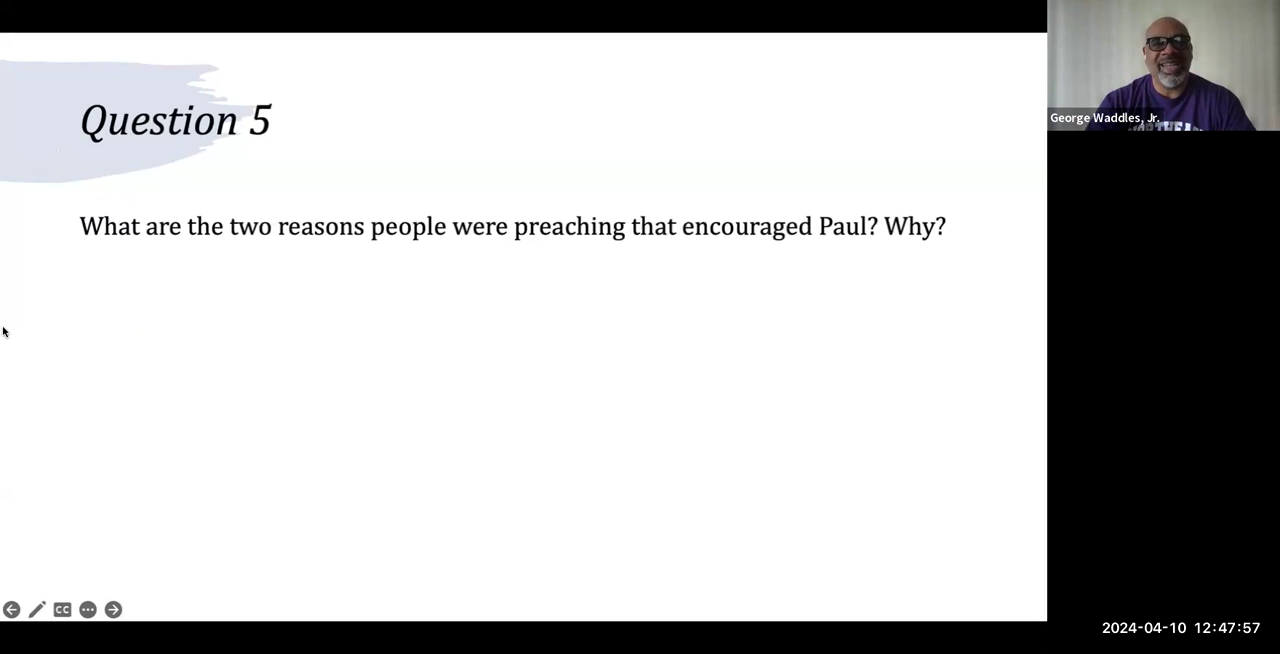 Question 5
What are the two reasons people were preaching that encouraged Paul? Why?
George Waddles, Jr.
CC
2024-04-10 12:47:57